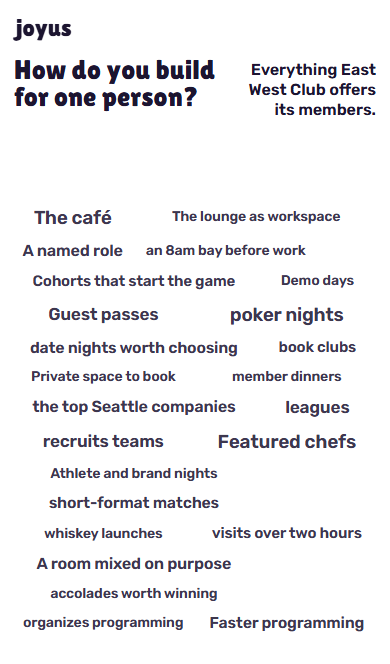 joyus
How do you build
for one person?
Everything East
West Club offers
its members.
The café
The lounge as workspace
A named role
an 8am bay before work
Cohorts that start the game
Demo days
Guest passes
poker nights
date nights worth choosing
book clubs
Private space to book
member dinners
the top Seattle companies
leagues
recruits teams
Featured chefs
Athlete and brand nights
short-format matches
whiskey launches
visits over two hours
A room mixed on purpose
accolades worth winning
organizes programming
Faster programming